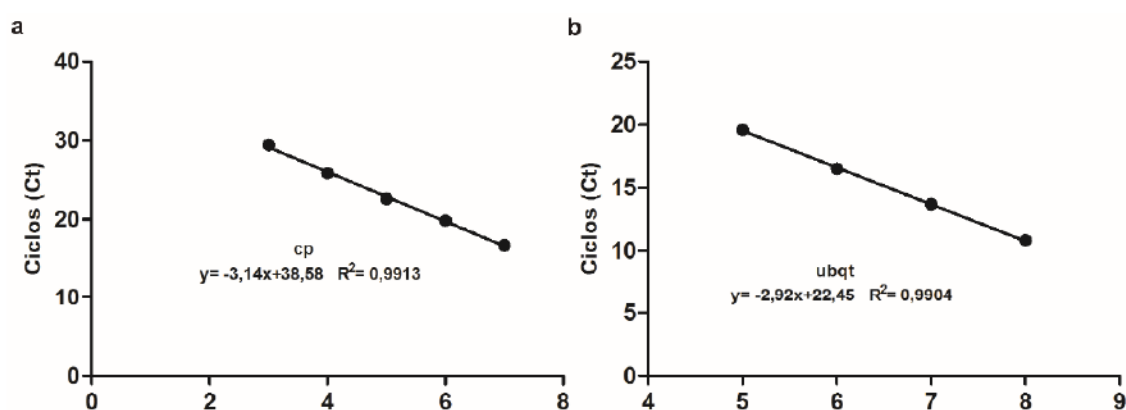 a
40
30
20
10
0
Ciclos (Ct)
cp
y= -3,14x+38,58 R²= 0,9913
0 2 4 6 8
b
25
20
15
10
5
0
Ciclos (Ct)
ubqt
y= -2,92x+22,45 R²= 0,9904
4 5 6 7 8 9